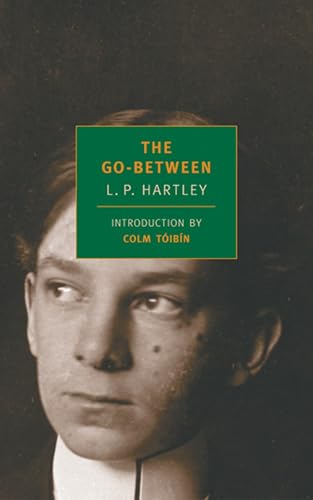 THE
GO-BETWEEN
L. P. HARTLEY
INTRODUCTION BY
COLM TÓIBÍN